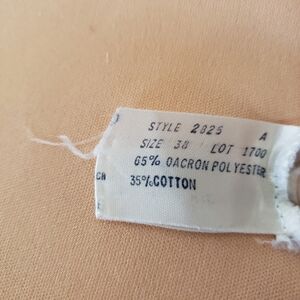 STYLE 2825 A
SIZE 38 LOT 1700
65% DACRON POLYESTER
35% COTTON